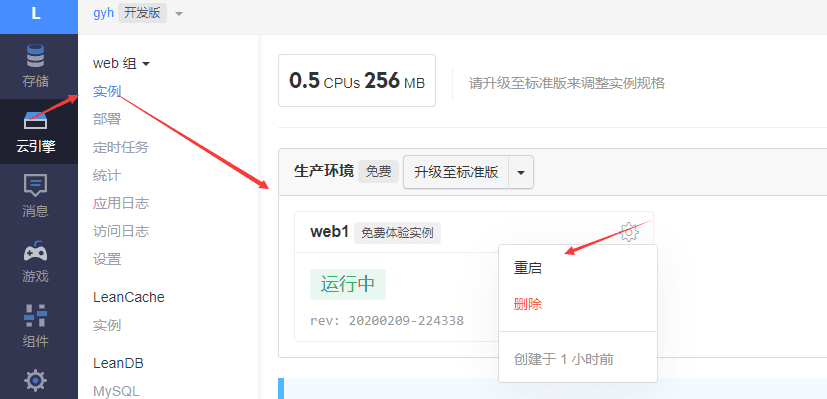 L
gyh 开发版
存储
云引擎
消息
游戏
组件
web 组
实例
部署
定时任务
统计
应用日志
访问日志
设置
LeanCache
实例
LeanDB
MySQL
0.5 CPUs 256 MB
请升级至标准版来调整实例规格
生产环境 免费 升级至标准版
web1 免费体验实例
运行中
rev: 20200209-224338
重启
删除
创建于 1 小时前